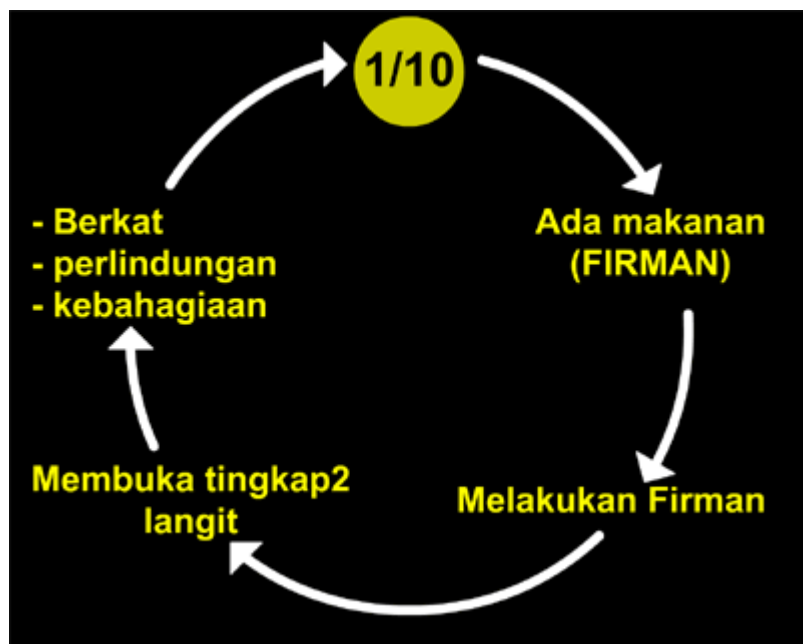 1/10
Ada makanan
(FIRMAN)
Melakukan Firman
Membuka tingkap2
langit
- Berkat
- perlindungan
- kebahagiaan